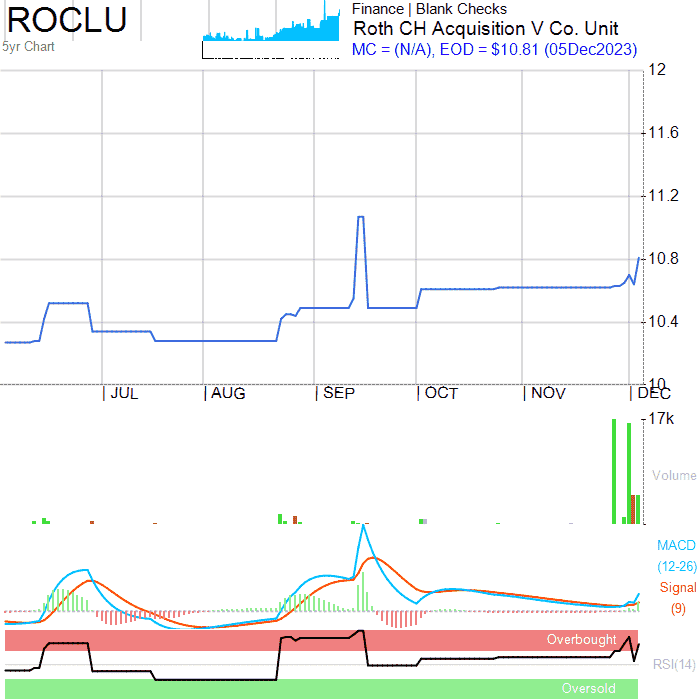 ROCLU
5yr Chart
Finance | Blank Checks
Roth CH Acquisition V Co. Unit
MC = (N/A), EOD = $10.81 (05Dec2023)
12
11.6
11.2
10.8
10.4
10
| JUL | AUG | SEP | OCT | NOV | DEC
17k
Volume
MACD
(12-26)
Signal
(9)
Overbought
RSI(14)
Oversold